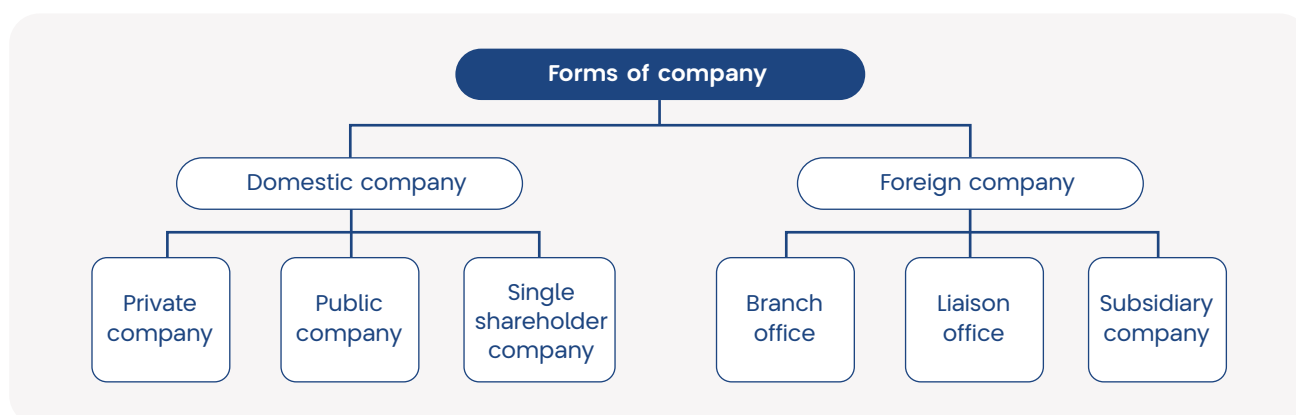 Forms of company
Domestic company
Foreign company
Private
company
Public
company
Single
shareholder
company
Branch
office
Liaison
office
Subsidiary
company